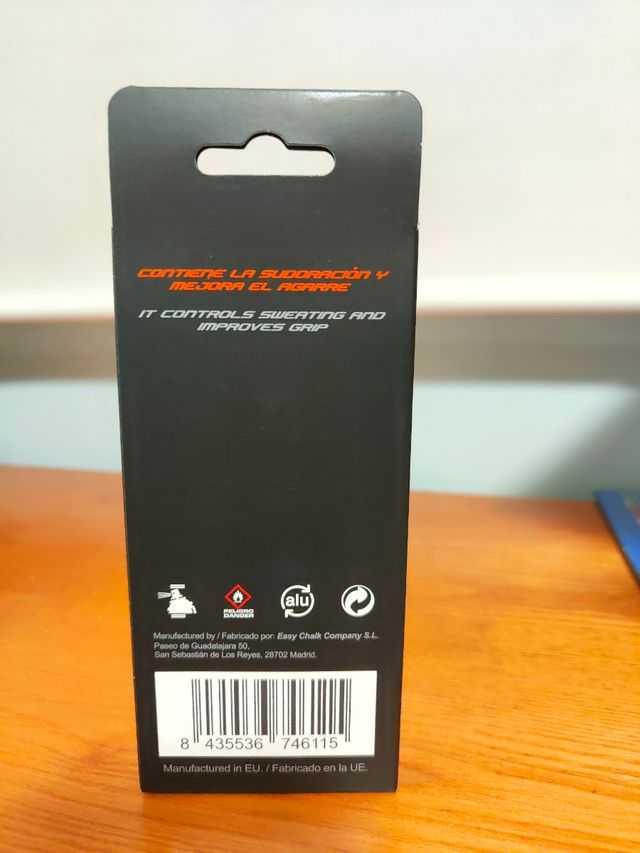 CONTIENE LA SUDORACIÓN Y
MEJORA EL AGARRE
IT CONTROLS SWEATING AND
IMPROVES GRIP
PELIGRO
DANGER
alu
Manufactured by / Fabricado por: Easy Chalk Company S.L.
Paseo de Guadalajara 50,
San Sebastián de Los Reyes, 28702 Madrid.
8 435536 746115
Manufactured in EU. / Fabricado en la UE.